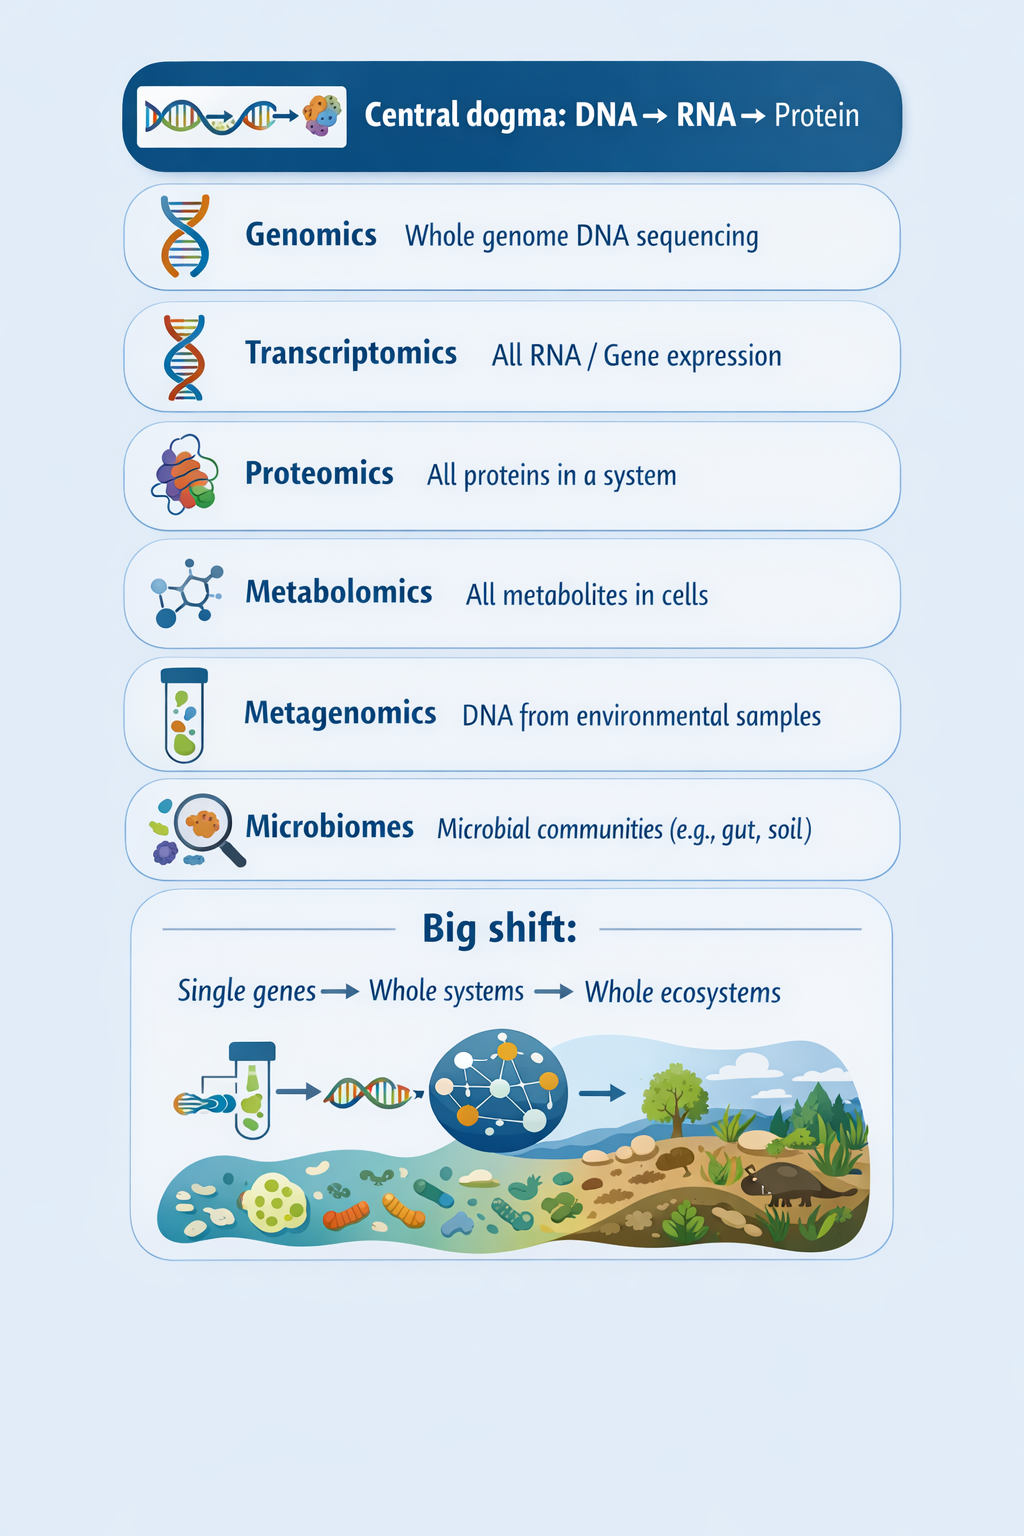 Central dogma: DNA → RNA → Protein
Genomics Whole genome DNA sequencing
Transcriptomics All RNA / Gene expression
Proteomics All proteins in a system
Metabolomics All metabolites in cells
Metagenomics DNA from environmental samples
Microbiomes Microbial communities (e.g., gut, soil)
Big shift:
Single genes → Whole systems → Whole ecosystems